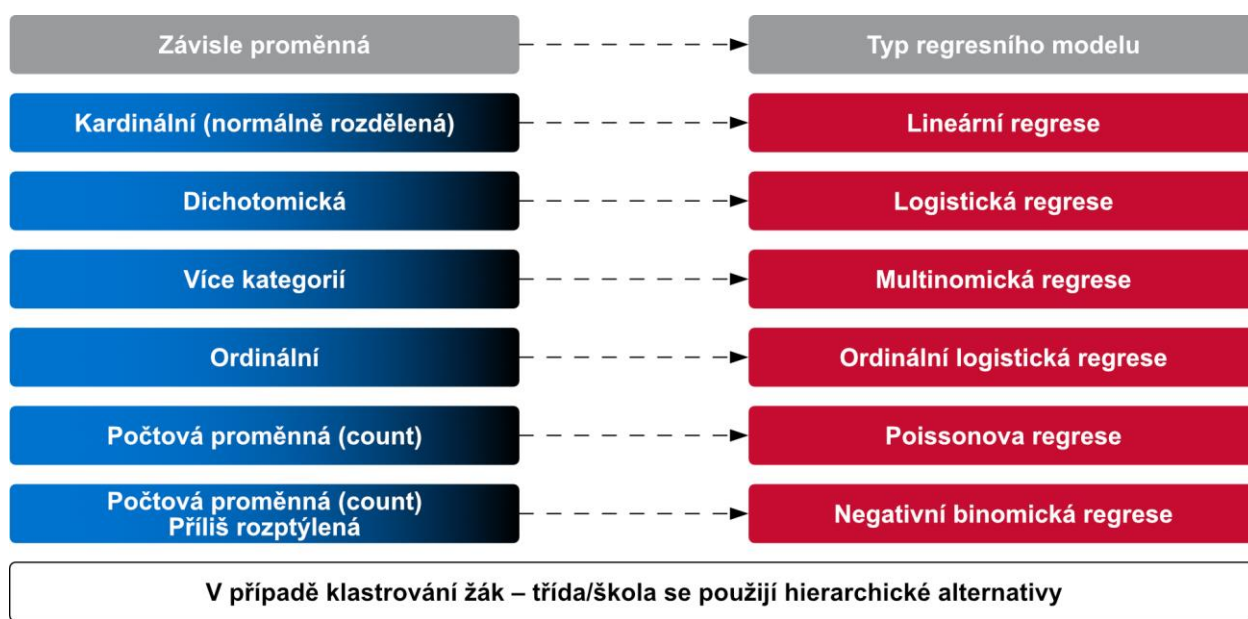 Závisle proměnná
Typ regresního modelu
Kardinální (normálně rozdělená)
Lineární regrese
Dichotomická
Logistická regrese
Více kategorií
Multinomická regrese
Ordinální
Ordinální logistická regrese
Počtová proměnná (count)
Poissonova regrese
Počtová proměnná (count)
Příliš rozptýlená
Negativní binomická regrese
V případě klastrování žák – třída/škola se použijí hierarchické alternativy